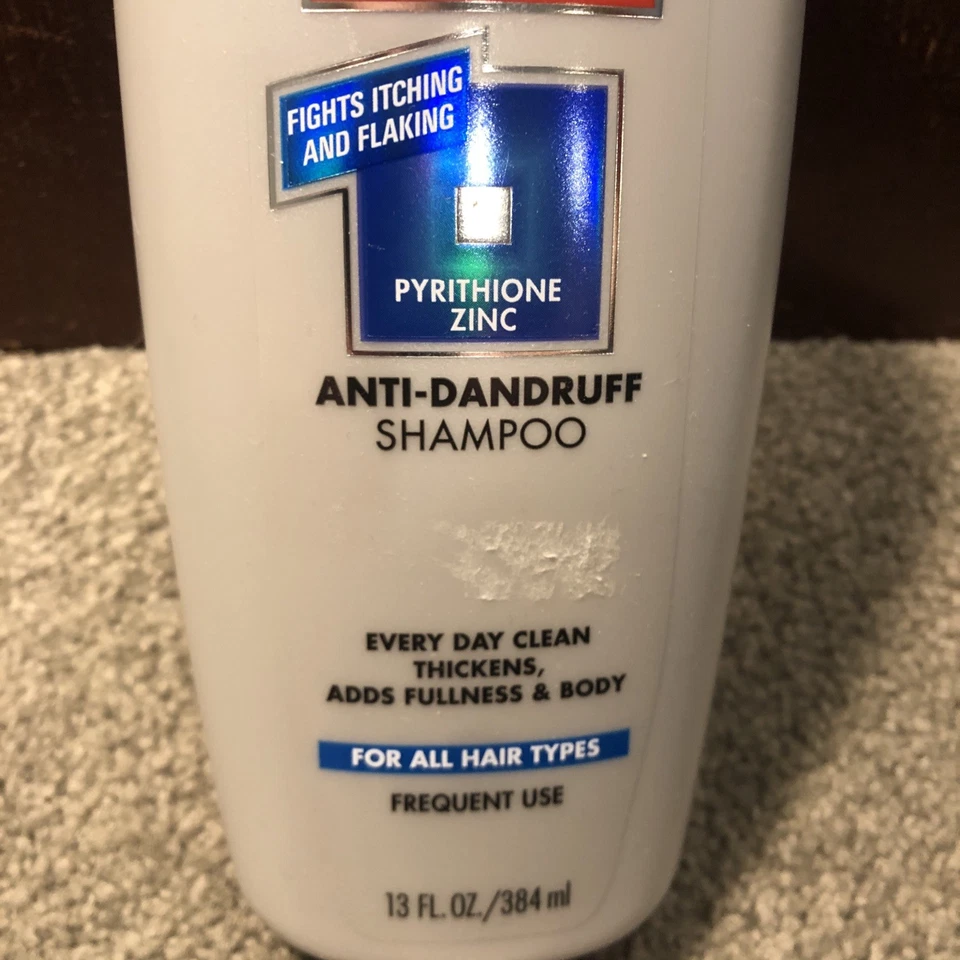 FIGHTS ITCHING
AND FLAKING
PYRITHIONE
ZINC
ANTI-DANDRUFF
SHAMPOO
EVERY DAY CLEAN
THICKENS,
ADDS FULLNESS & BODY
FOR ALL HAIR TYPES
FREQUENT USE
13 FL. OZ./384 ml